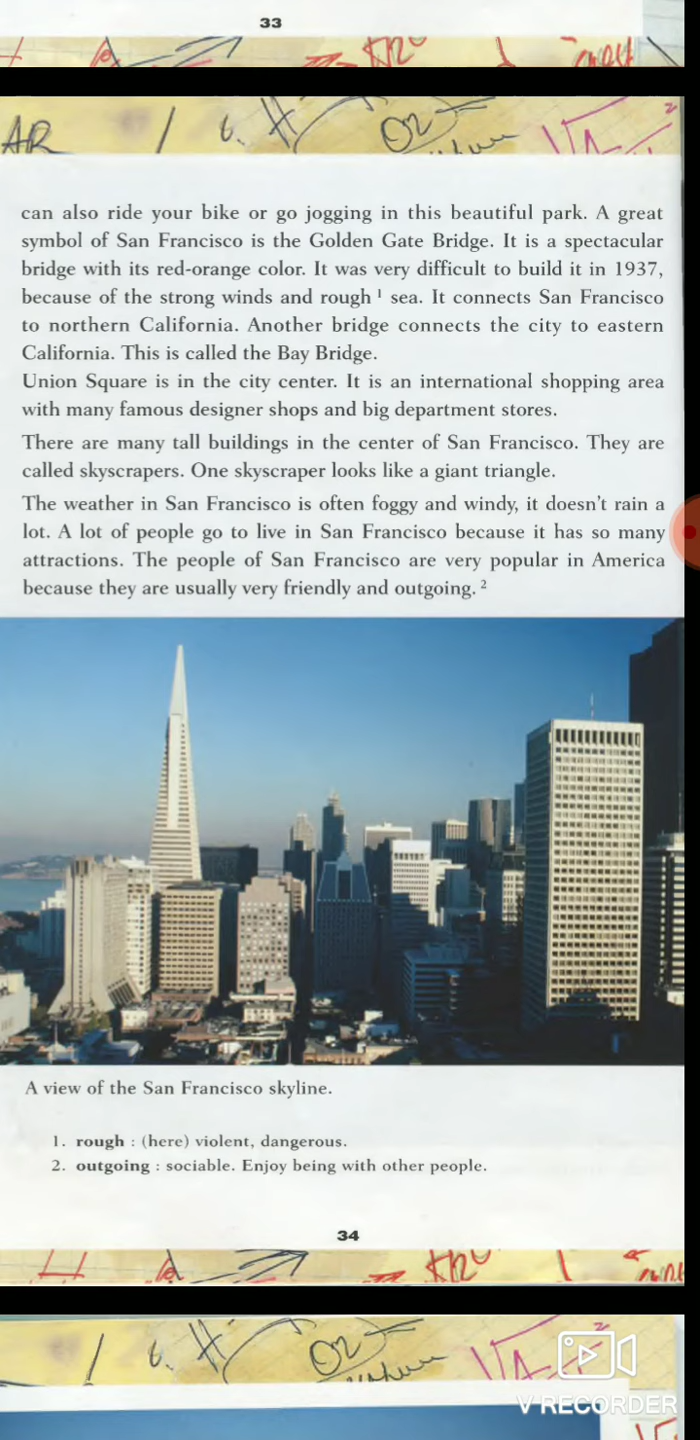 33
AR
can also ride your bike or go jogging in this beautiful park. A great
symbol of San Francisco is the Golden Gate Bridge. It is a spectacular
bridge with its red-orange color. It was very difficult to build it in 1937,
because of the strong winds and rough ¹ sea. It connects San Francisco
to northern California. Another bridge connects the city to eastern
California. This is called the Bay Bridge.
Union Square is in the city center. It is an international shopping area
with many famous designer shops and big department stores.
There are many tall buildings in the center of San Francisco. They are
called skyscrapers. One skyscraper looks like a giant triangle.
The weather in San Francisco is often foggy and windy, it doesn't rain a
lot. A lot of people go to live in San Francisco because it has so many
attractions. The people of San Francisco are very popular in America
because they are usually very friendly and outgoing. ²
A view of the San Francisco skyline.
1. rough : (here) violent, dangerous.
2. outgoing : sociable. Enjoy being with other people.
34
V RECORDER